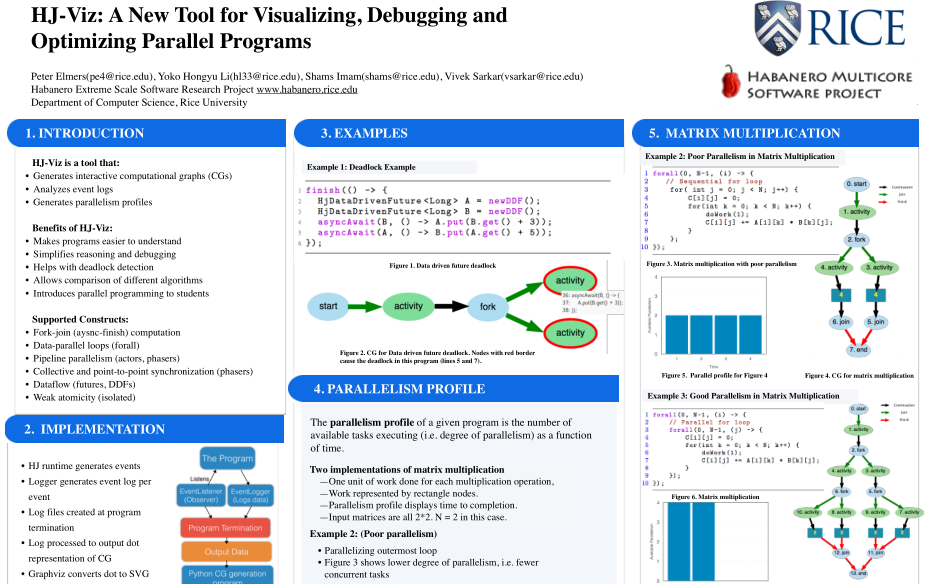 HJ-Viz: A New Tool for Visualizing, Debugging and
Optimizing Parallel Programs
Peter Elmers(pe4@rice.edu), Yoko Hongyu Li(hl33@rice.edu), Shams Imam(shams@rice.edu), Vivek Sarkar(vsarkar@rice.edu)
Habanero Extreme Scale Software Research Project www.habanero.rice.edu
Department of Computer Science, Rice University
RICE
HABANERO MULTICORE
SOFTWARE PROJECT
1. INTRODUCTION
HJ-Viz is a tool that:
• Generates interactive computational graphs (CGs)
• Analyzes event logs
• Generates parallelism profiles
Benefits of HJ-Viz:
• Makes programs easier to understand
• Simplifies reasoning and debugging
• Helps with deadlock detection
• Allows comparison of different algorithms
• Introduces parallel programming to students
Supported Constructs:
• Fork-join (aysnc-finish) computation
• Data-parallel loops (forall)
• Pipeline parallelism (actors, phasers)
• Collective and point-to-point synchronization (phasers)
• Dataflow (futures, DDFs)
• Weak atomicity (isolated)
2. IMPLEMENTATION
• HJ runtime generates events
• Logger generates event log per
event
• Log files created at program
termination
• Log processed to output dot
representation of CG
• Graphviz converts dot to SVG
The Program
Listens
EventListener
(Observer)
EventLogger
(Logs data)
Program Termination
Output Data
Python CG generation
program
3. EXAMPLES
Example 1: Deadlock Example
1 finish(() -> {
2 HjDataDrivenFuture<Long> A = newDDF();
3 HjDataDrivenFuture<Long> B = newDDF();
4 asyncAwait(B, () -> A.put(B.get() + 3));
5 asyncAwait(A, () -> B.put(A.get() + 5));
6 });
Figure 1. Data driven future deadlock
start
activity
fork
activity
36: asyncAwait(B, () -> {
37: A.put(B.get() + 3));
38: });
activity
Figure 2. CG for Data driven future deadlock. Nodes with red border
cause the deadlock in this program (lines 5 and 7).
4. PARALLELISM PROFILE
The parallelism profile of a given program is the number of
available tasks executing (i.e. degree of parallelism) as a function
of time.
Two implementations of matrix multiplication
—One unit of work done for each multiplication operation,
—Work represented by rectangle nodes.
—Parallelism profile displays time to completion.
—Input matrices are all 2*2. N = 2 in this case.
Example 2: (Poor parallelism)
• Parallelizing outermost loop
• Figure 3 shows lower degree of parallelism, i.e. fewer
concurrent tasks
5. MATRIX MULTIPLICATION
Example 2: Poor Parallelism in Matrix Multiplication
1 forall(0, N-1, (i) -> {
2 // Sequential for loop
3 for( int j = 0; j < N; j++) {
4 C[i][j] = 0;
5 for(int k = 0; k < N; k++) {
6 doWork(1);
7 C[i][j] += A[i][k] * B[k][j];
8 }
9 };
10 });
Figure 3. Matrix multiplication with poor parallelism
4
3
2
1
0
Available Parallelism
1 2 3 4
Time
Figure 5. Parallel profile for Figure 4
Continuation
Join
0. start
1. activity
2. fork
4. activity
3. activity
4
4
6. join
5. join
7. end
Figure 4. CG for matrix multiplication
Example 3: Good Parallelism in Matrix Multiplication
1 forall(0, N-1, (i) -> {
2 // Parallel for loop
3 forall(0, N-1, (j) -> {
4 C[i][j] = 0;
5 for(int k = 0; k < N; k++) {
6 doWork(1);
7 C[i][j] += A[i][k] * B[k][j];
8 }
9 });
10 });
Figure 6. Matrix multiplication
4
3
2
1
Available Parallelism
Continuation
Join
0. start
1. activity
2. fork
4. activity
3. activity
6. fork
10. activity
8. activity
7. activity
12. join
11. join
13. end